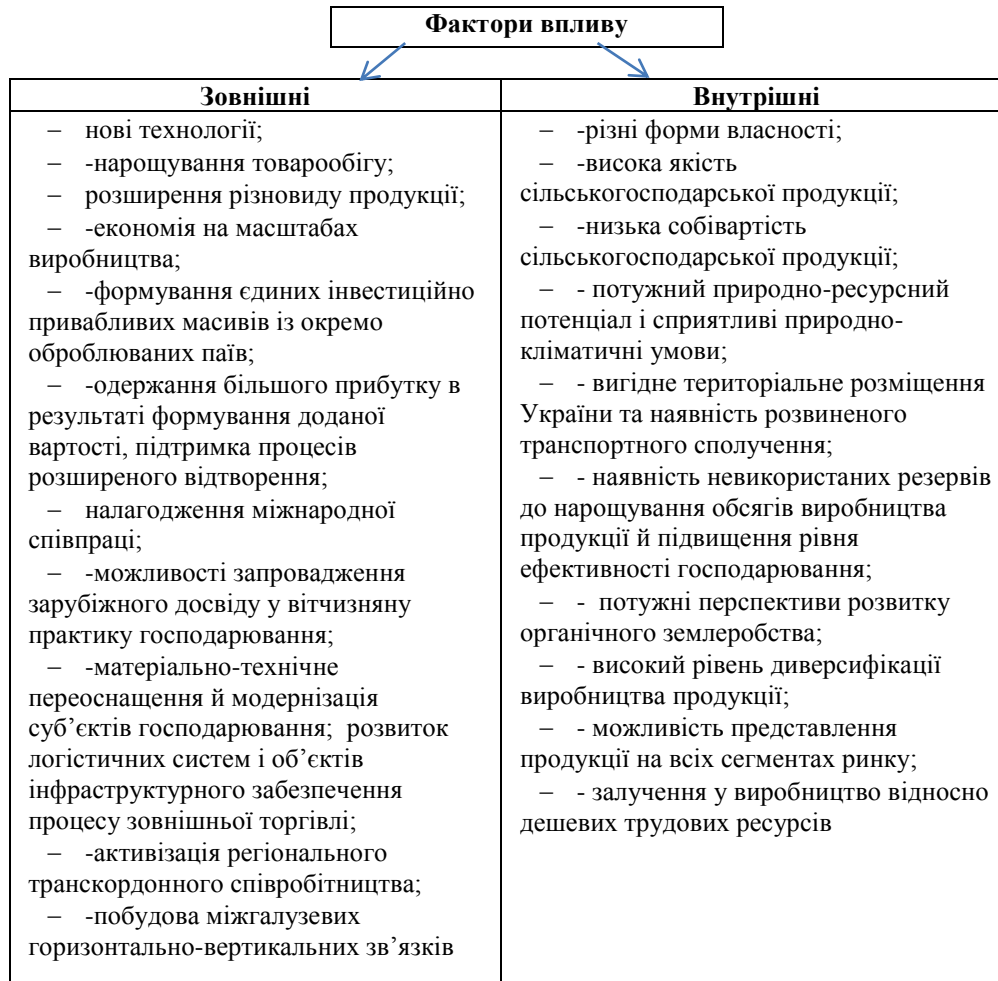 Фактори впливу
Зовнішні
– нові технології;
– -нарощування товарообігу;
– розширення різновиду продукції;
– -економія на масштабах
виробництва;
– -формування єдиних інвестиційно
привабливих масивів із окремо
оброблюваних паїв;
– -одержання більшого прибутку в
результаті формування доданої
вартості, підтримка процесів
розширеного відтворення;
– налагодження міжнародної
співпраці;
– -можливості запровадження
зарубіжного досвіду у вітчизняну
практику господарювання;
– -матеріально-технічне
переоснащення й модернізація
суб’єктів господарювання; розвиток
логістичних систем і об’єктів
інфраструктурного забезпечення
процесу зовнішньої торгівлі;
– -активізація регіонального
транскордонного співробітництва;
– -побудова міжгалузевих
горизонтально-вертикальних зв’язків
Внутрішні
– -різні форми власності;
– -висока якість
сільськогосподарської продукції;
– -низька собівартість
сільськогосподарської продукції;
– - потужний природно-ресурсний
потенціал і сприятливі природно-
кліматичні умови;
– - вигідне територіальне розміщення
України та наявність розвиненого
транспортного сполучення;
– - наявність невикористаних резервів
до нарощування обсягів виробництва
продукції й підвищення рівня
ефективності господарювання;
– - потужні перспективи розвитку
органічного землеробства;
– - високий рівень диверсифікації
виробництва продукції;
– - можливість представлення
продукції на всіх сегментах ринку;
– - залучення у виробництво відносно
дешевих трудових ресурсів